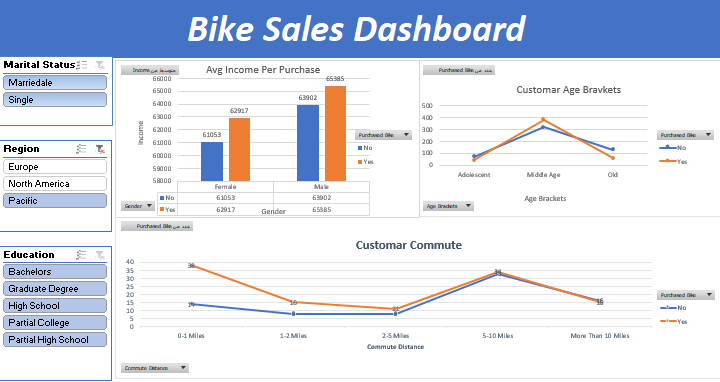 Bike Sales Dashboard
Marital Status
Marriedale
Single
Region
Europe
North America
Pacific
Education
Bachelors
Graduate Degree
High School
Partial College
Partial High School
متوسط من Income
Avg Income Per Purchase
Income
66000
65000
64000
63000
62000
61000
60000
59000
58000
61053
62917
63902
65385
Female
Male
No
61053
63902
Yes
62917
65385
Gender
Gender
Purchased Bike
No
Yes
عدد من Purchased Bike
Customar Age Bravkets
500
400
300
200
100
0
Adolescent
Middle Age
Old
Age Brackets
Age Brackets
Purchased Bike
No
Yes
عدد من Purchased Bike
Customar Commute
40
35
30
25
20
15
10
5
0
38
14
15
8
11
8
0-1 Miles
1-2 Miles
2-5 Miles
5-10 Miles
More Than 10 Miles
Commute Distance
Commute Distance
Purchased Bike
No
Yes